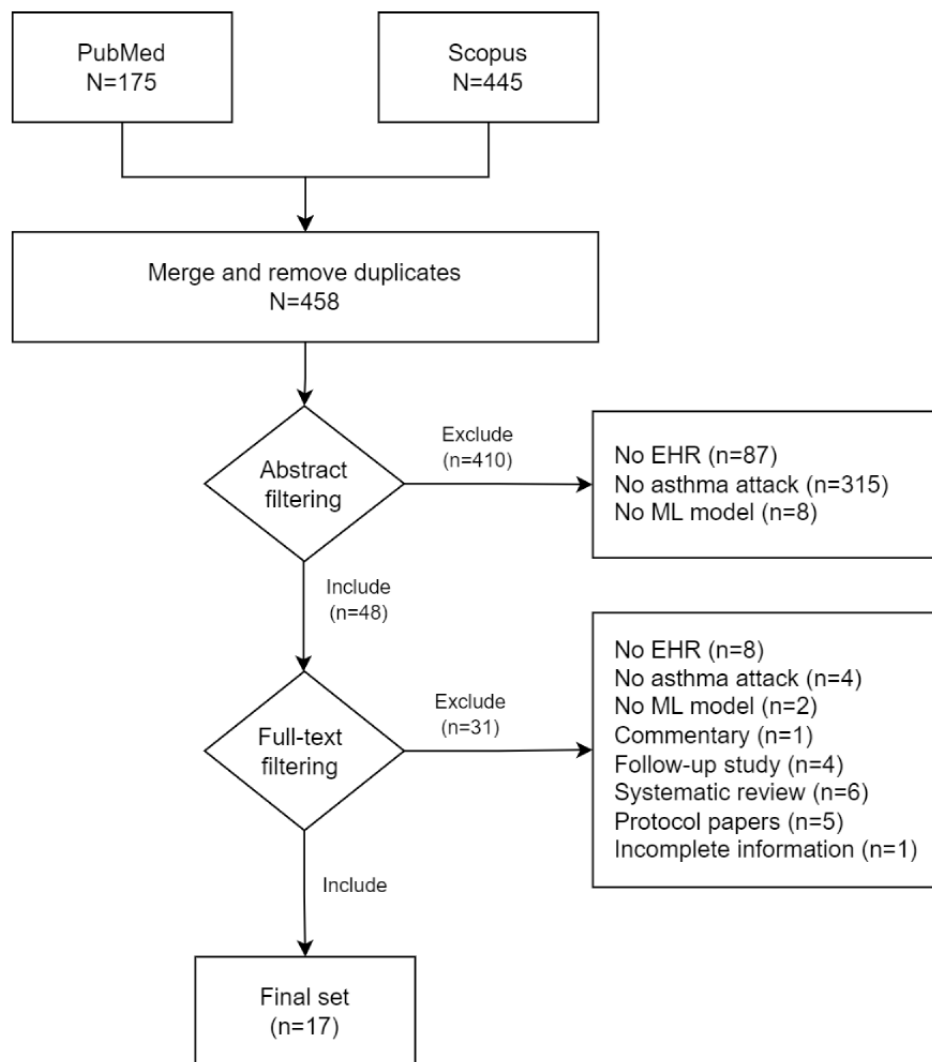 PubMed
N=175
Scopus
N=445
Merge and remove duplicates
N=458
Abstract
filtering
Exclude
(n=410)
No EHR (n=87)
No asthma attack (n=315)
No ML model (n=8)
Include
(n=48)
Full-text
filtering
Exclude
(n=31)
No EHR (n=8)
No asthma attack (n=4)
No ML model (n=2)
Commentary (n=1)
Follow-up study (n=4)
Systematic review (n=6)
Protocol papers (n=5)
Incomplete information (n=1)
Include
Final set
(n=17)